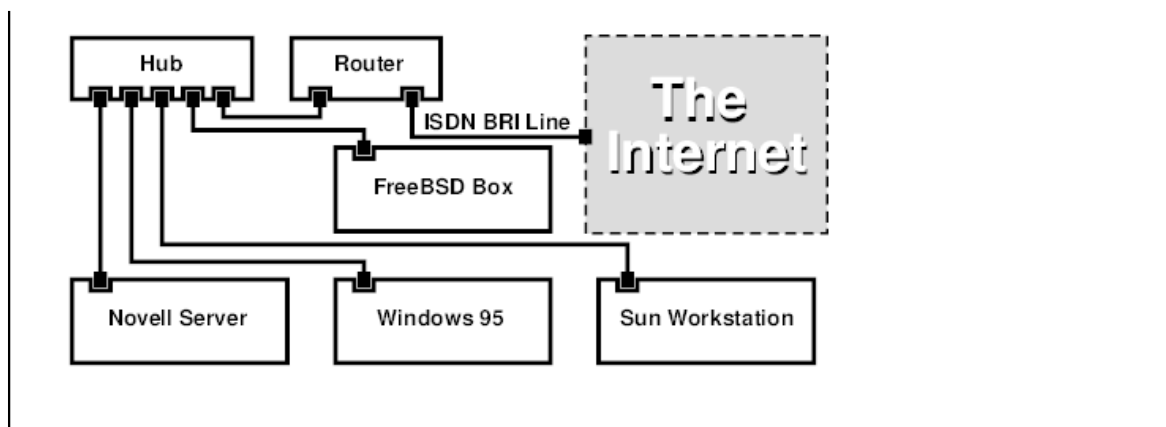 Hub
Router
The
Internet
ISDN BRI Line
FreeBSD Box
Novell Server
Windows 95
Sun Workstation